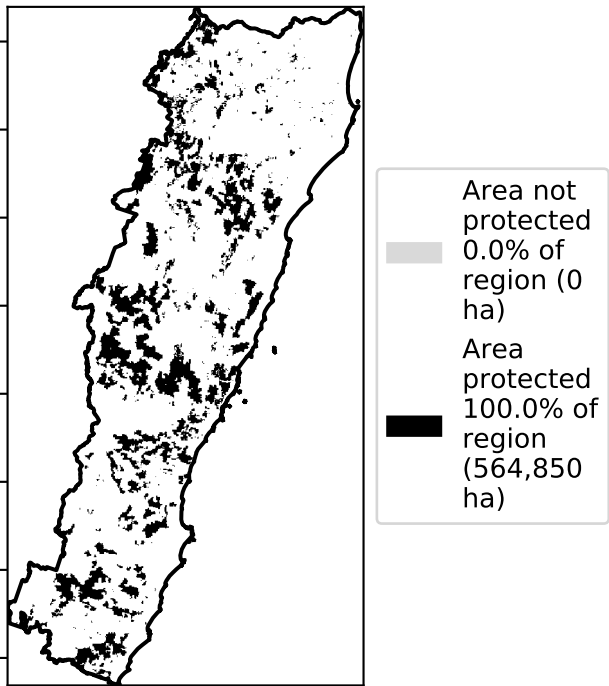 Area not
protected
0.0% of
region (0
ha)
Area
protected
100.0% of
region
(564,850
ha)